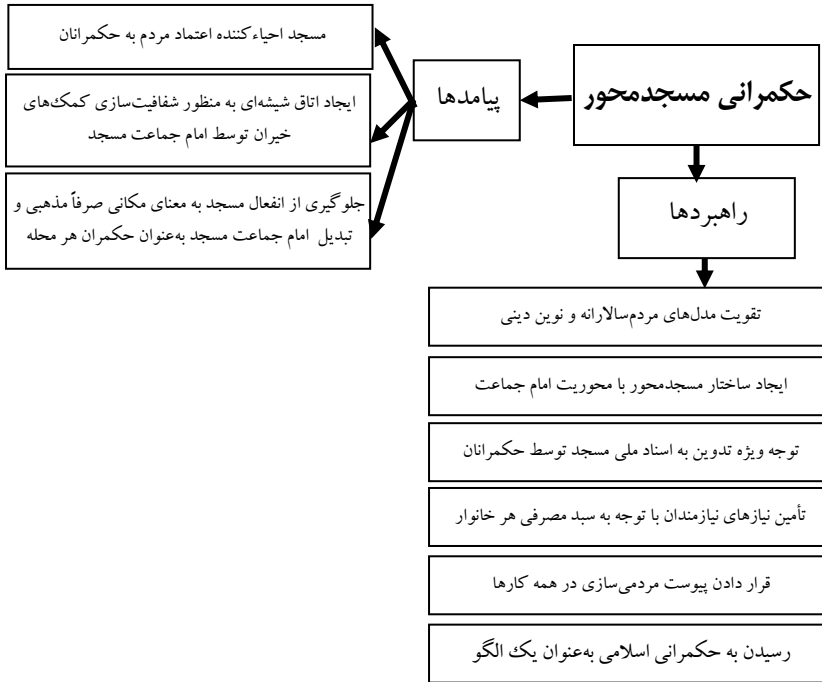 حکمرانی مسجدمحور
پیامدها
مسجد احیاءکننده اعتماد مردم به حکمرانان
ایجاد اتاق شیشه‌ای به منظور شفافیت‌سازی کمک‌های
خیران توسط امام جماعت مسجد
جلوگیری از انفعال مسجد به معنای مکانی صرفاً مذهبی و
تبدیل امام جماعت مسجد به‌عنوان حکمران هر محله
راهبردها
تقویت مدل‌های مردم‌سالارانه و نوین دینی
ایجاد ساختار مسجدمحور با محوریت امام جماعت
توجه ویژه تدوین به اسناد ملی مسجد توسط حکمرانان
تأمین نیازهای نیازمندان با توجه به سبد مصرفی هر خانوار
قرار دادن پیوست مردمی‌سازی در همه کارها
رسیدن به حکمرانی اسلامی به‌عنوان یک الگو